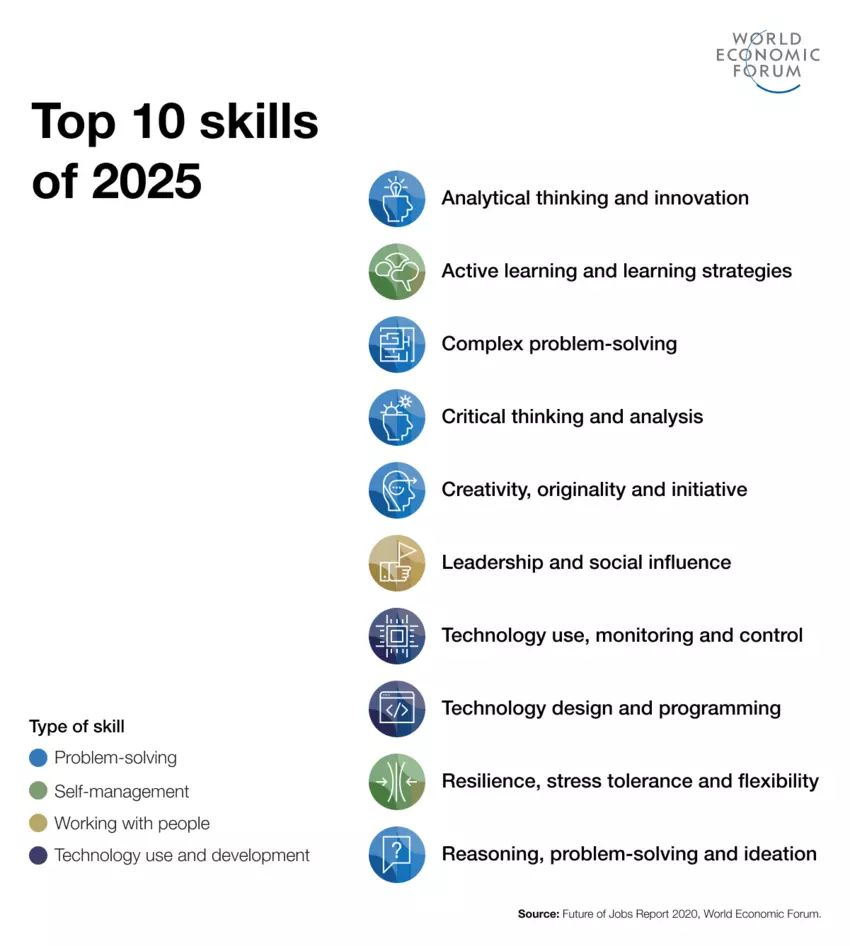 WORLD
ECONOMIC
FORUM
Top 10 skills
of 2025
Analytical thinking and innovation
Active learning and learning strategies
Complex problem-solving
Critical thinking and analysis
Creativity, originality and initiative
Leadership and social influence
Technology use, monitoring and control
Technology design and programming
Resilience, stress tolerance and flexibility
Reasoning, problem-solving and ideation
Type of skill
Problem-solving
Self-management
Working with people
Technology use and development
Source: Future of Jobs Report 2020, World Economic Forum.